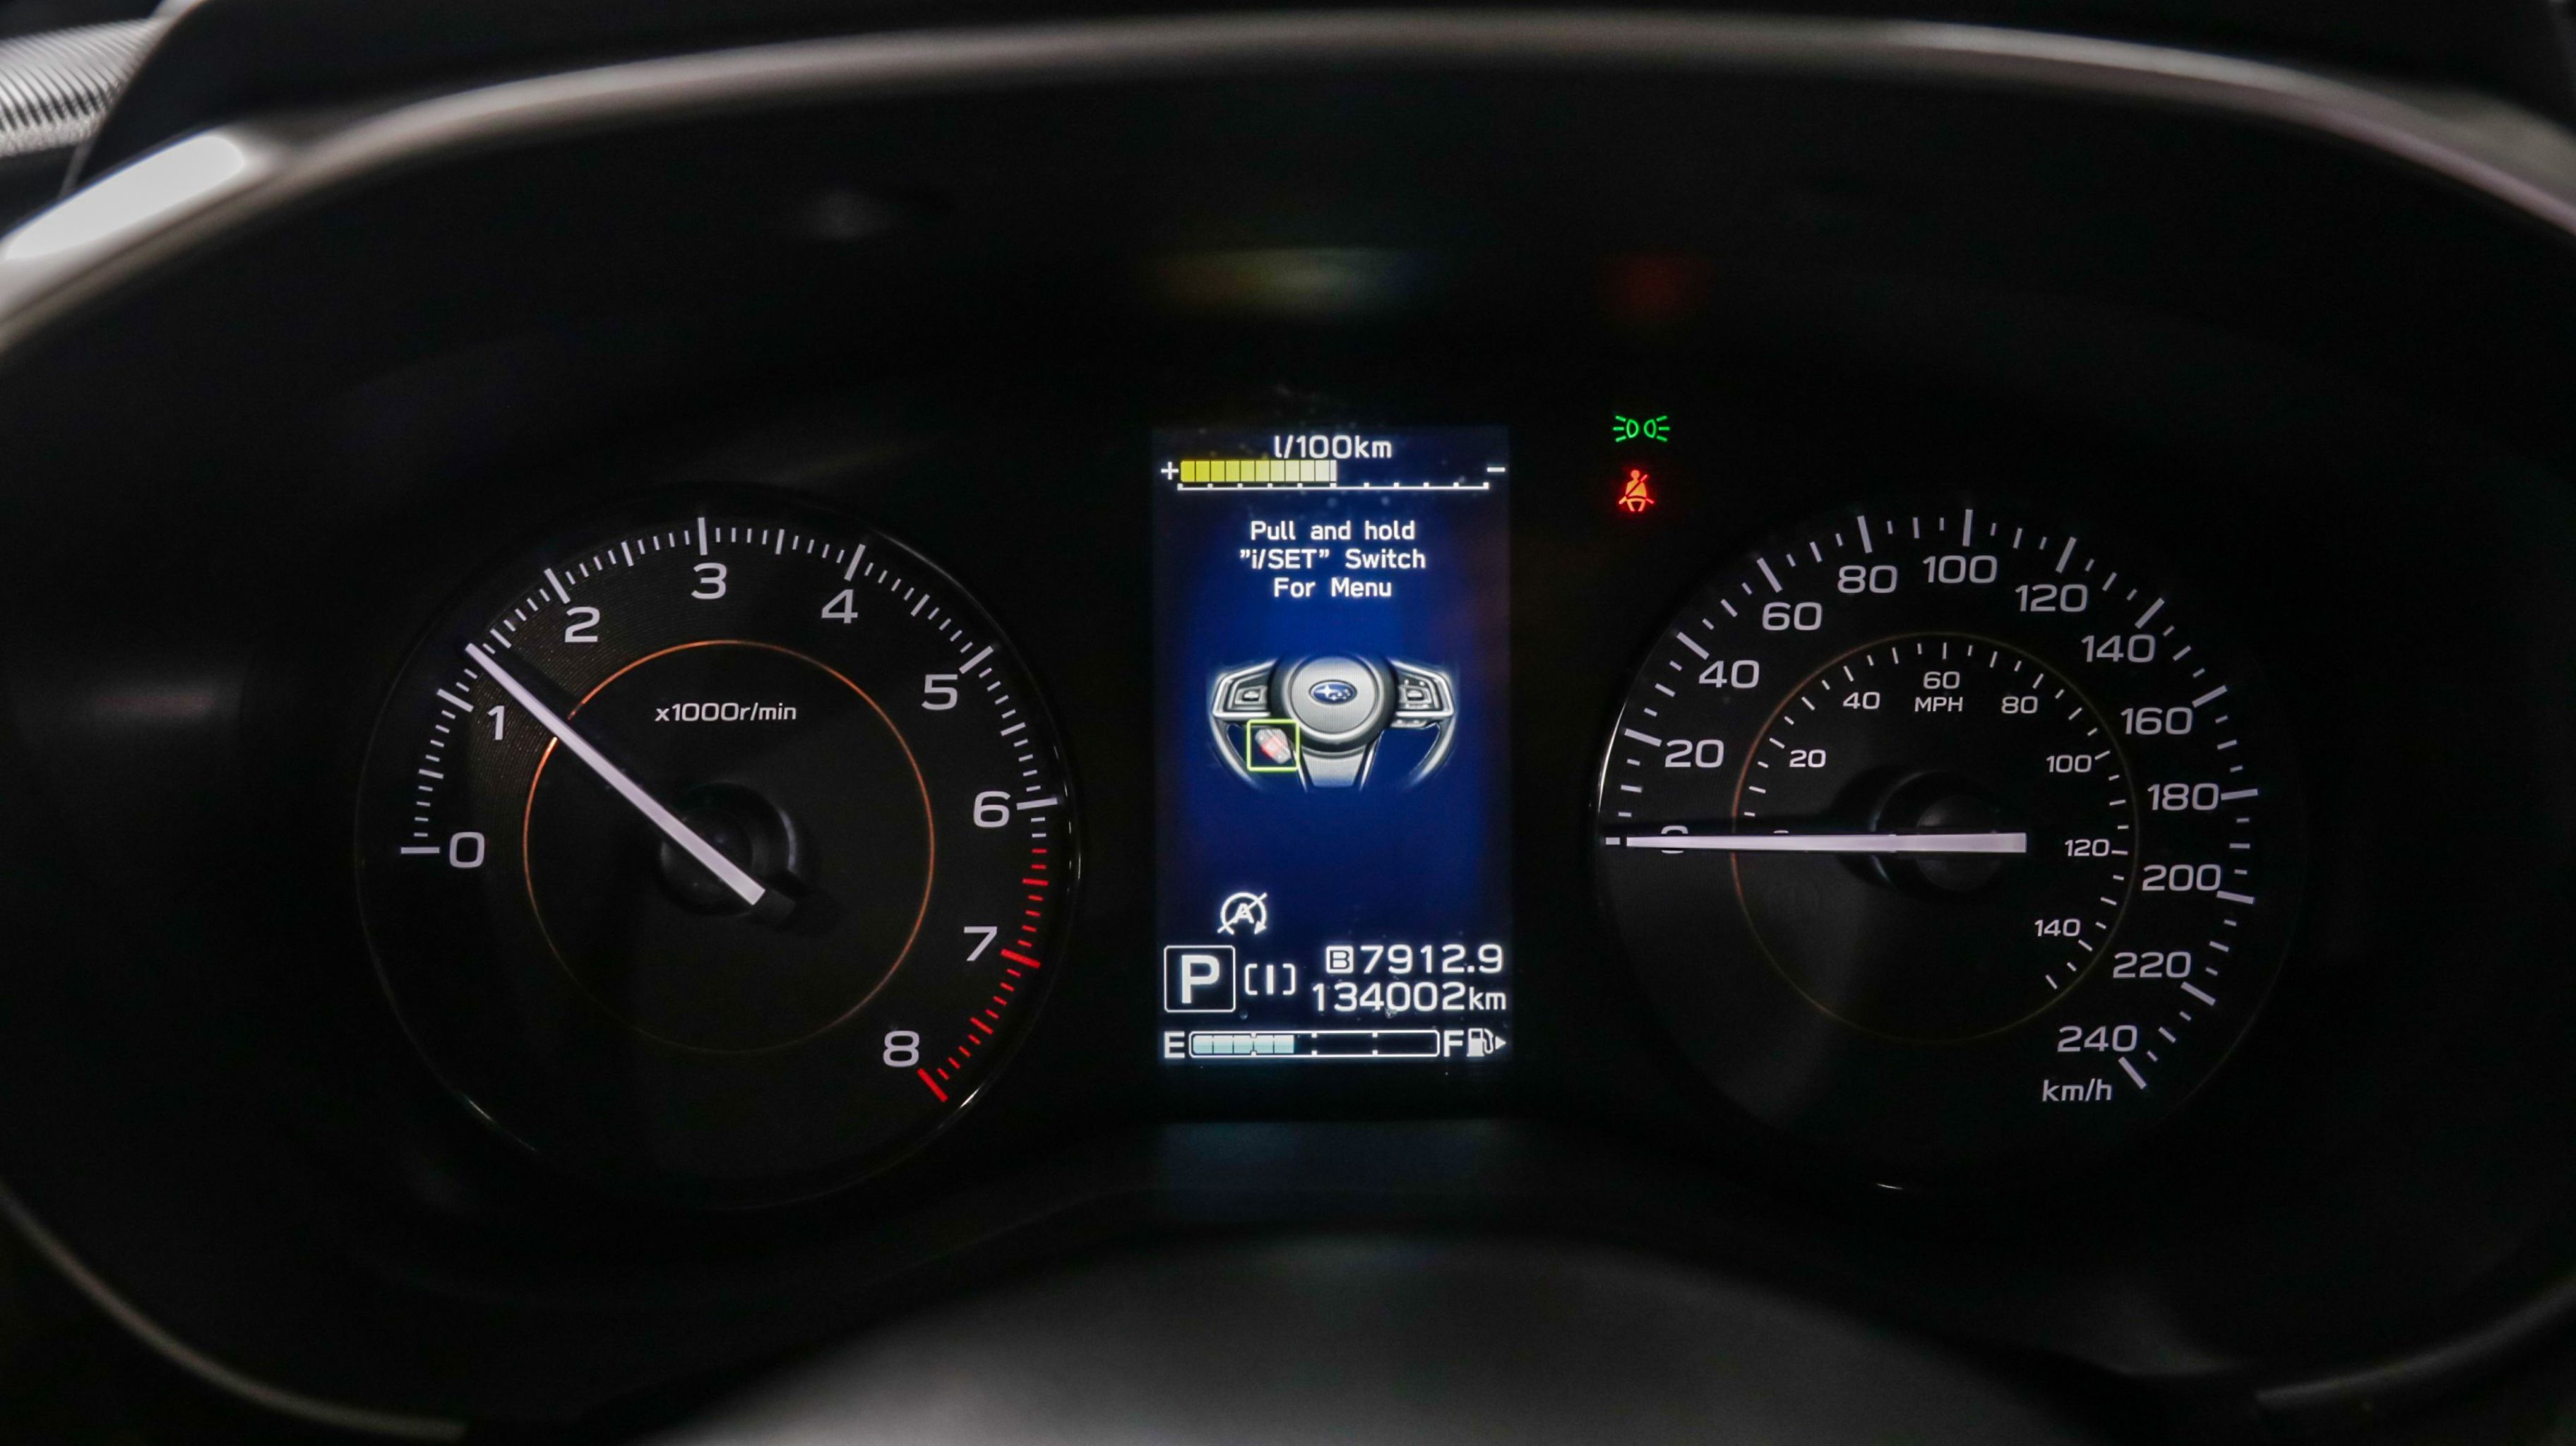 0
1
2
3
4
5
6
7
8
x1000r/min
l/100km
+ -
Pull and hold
"i/SET" Switch
For Menu
A
P [I] B 7912.9
134002km
E F
0
20
40
60
80
100
120
140
160
180
200
220
240
km/h
20
40
60
80
100
120
140
MPH